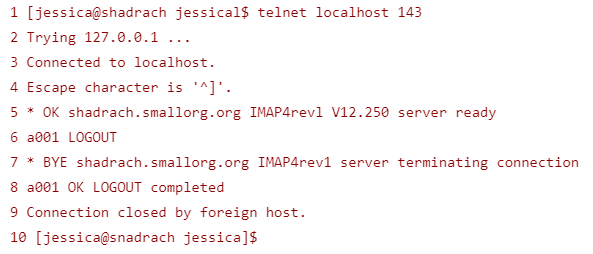 1 [jessica@shadrach jessical$ telnet localhost 143
2 Trying 127.0.0.1 ...
3 Connected to localhost.
4 Escape character is '^]'.
5 * OK shadrach.smallorg.org IMAP4revl V12.250 server ready
6 a001 LOGOUT
7 * BYE shadrach.smallorg.org IMAP4rev1 server terminating connection
8 a001 OK LOGOUT completed
9 Connection closed by foreign host.
10 [jessica@snadrach jessica]$